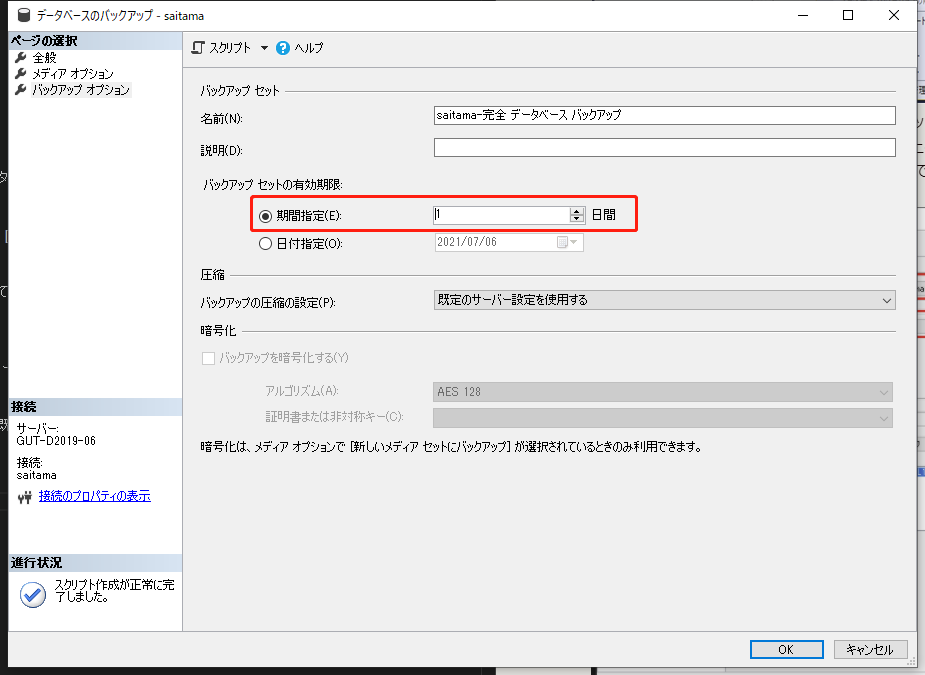 データベースのバックアップ - saitama
ページの選択
全般
メディア オプション
バックアップ オプション
スクリプト
ヘルプ
バックアップ セット
名前(N):
saitama-完全 データベース バックアップ
説明(D):
バックアップ セットの有効期限:
期間指定(E):
1
日間
日付指定(O):
2021/07/06
圧縮
バックアップの圧縮の設定(P):
既定のサーバー設定を使用する
暗号化
バックアップを暗号化する(Y)
アルゴリズム(A):
AES 128
証明書または非対称キー(C):
暗号化は、メディア オプションで [新しいメディア セットにバックアップ] が選択されているときのみ利用できます。
接続
サーバー:
GUT-D2019-06
接続:
saitama
接続のプロパティの表示
進行状況
スクリプト作成が正常に完
了しました。
OK
キャンセル